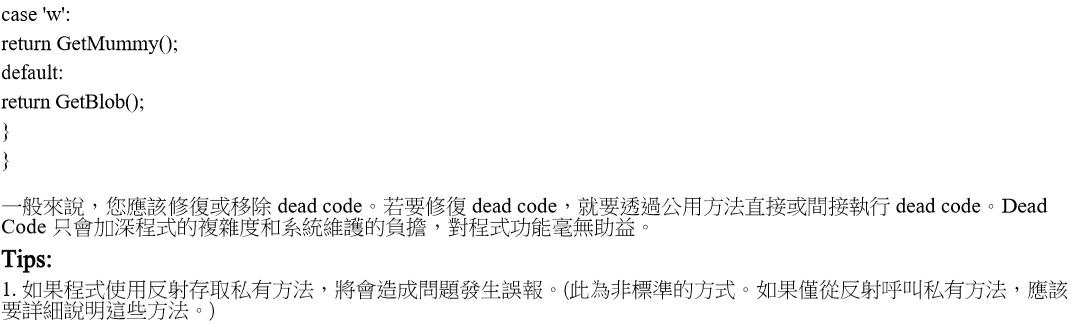 case 'w':
return GetMummy();
default:
return GetBlob();
}
}
一般來說，您應該修復或移除 dead code。若要修復 dead code，就要透過公用方法直接或間接執行 dead code。Dead
Code 只會加深程式的複雜度和系統維護的負擔，對程式功能毫無助益。
Tips:
1. 如果程式使用反射存取私有方法，將會造成問題發生誤報。(此為非標準的方式。如果僅從反射呼叫私有方法，應該
要詳細說明這些方法。)